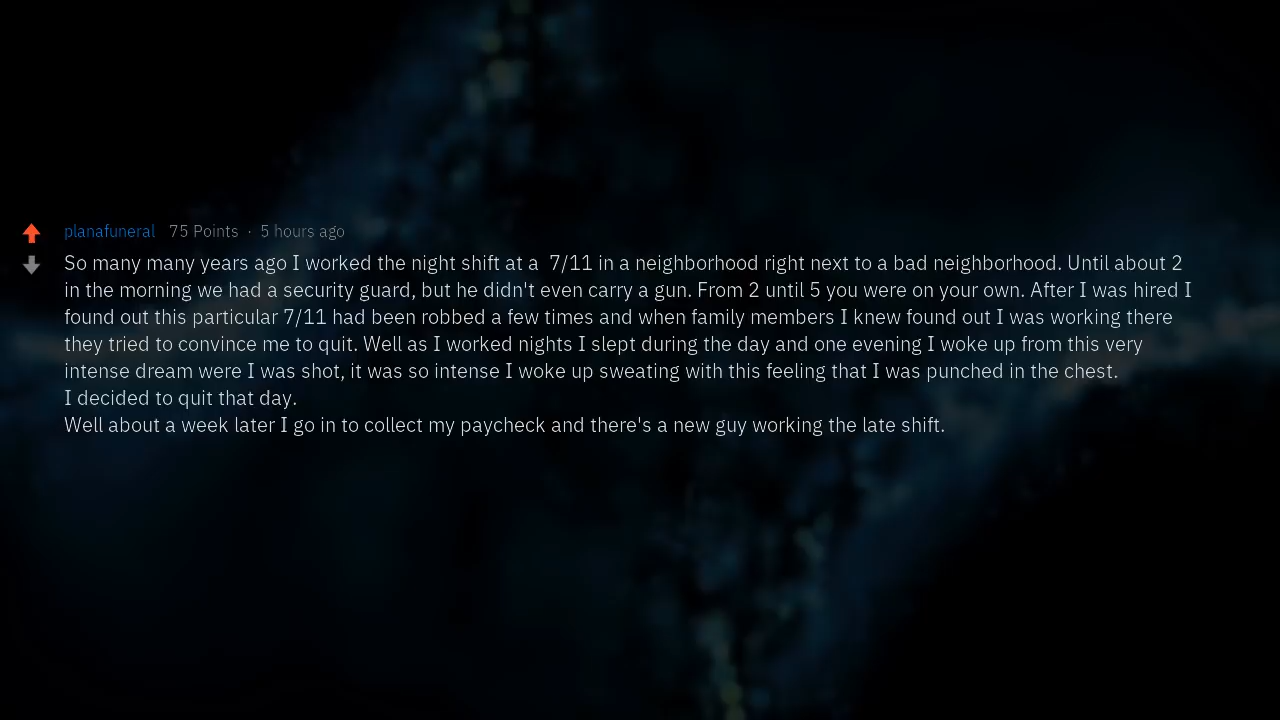 planafuneral 75 Points · 5 hours ago
So many many years ago I worked the night shift at a 7/11 in a neighborhood right next to a bad neighborhood. Until about 2
in the morning we had a security guard, but he didn't even carry a gun. From 2 until 5 you were on your own. After I was hired I
found out this particular 7/11 had been robbed a few times and when family members I knew found out I was working there
they tried to convince me to quit. Well as I worked nights I slept during the day and one evening I woke up from this very
intense dream were I was shot, it was so intense I woke up sweating with this feeling that I was punched in the chest.
I decided to quit that day.
Well about a week later I go in to collect my paycheck and there's a new guy working the late shift.